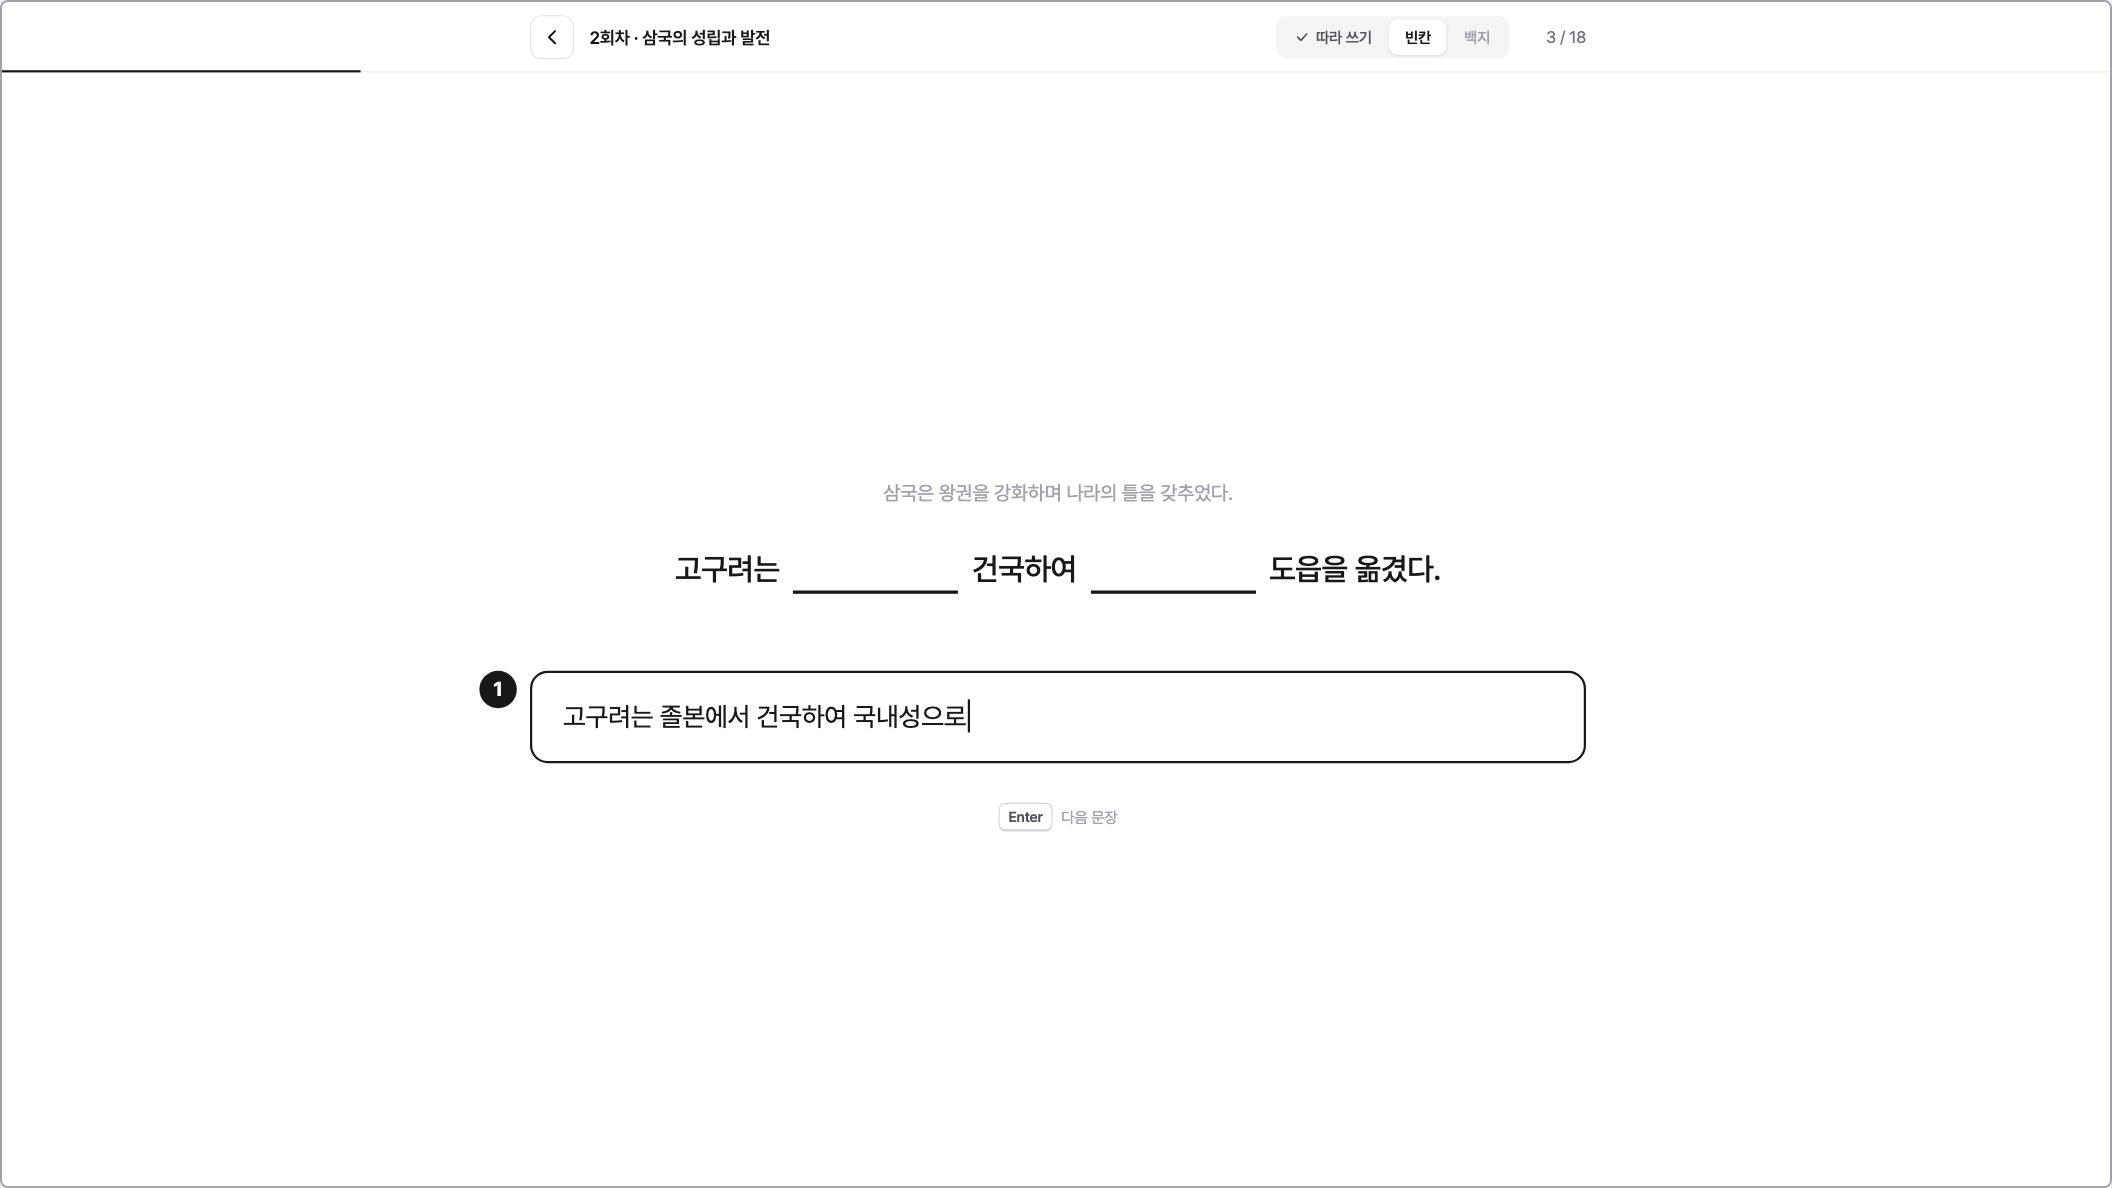 2회차 · 삼국의 성립과 발전
따라 쓰기 빈칸 백지 3 / 18
삼국은 왕권을 강화하며 나라의 틀을 갖추었다.
고구려는 ________ 건국하여 ________ 도읍을 옮겼다.
1
고구려는 졸본에서 건국하여 국내성으로
Enter 다음 문장